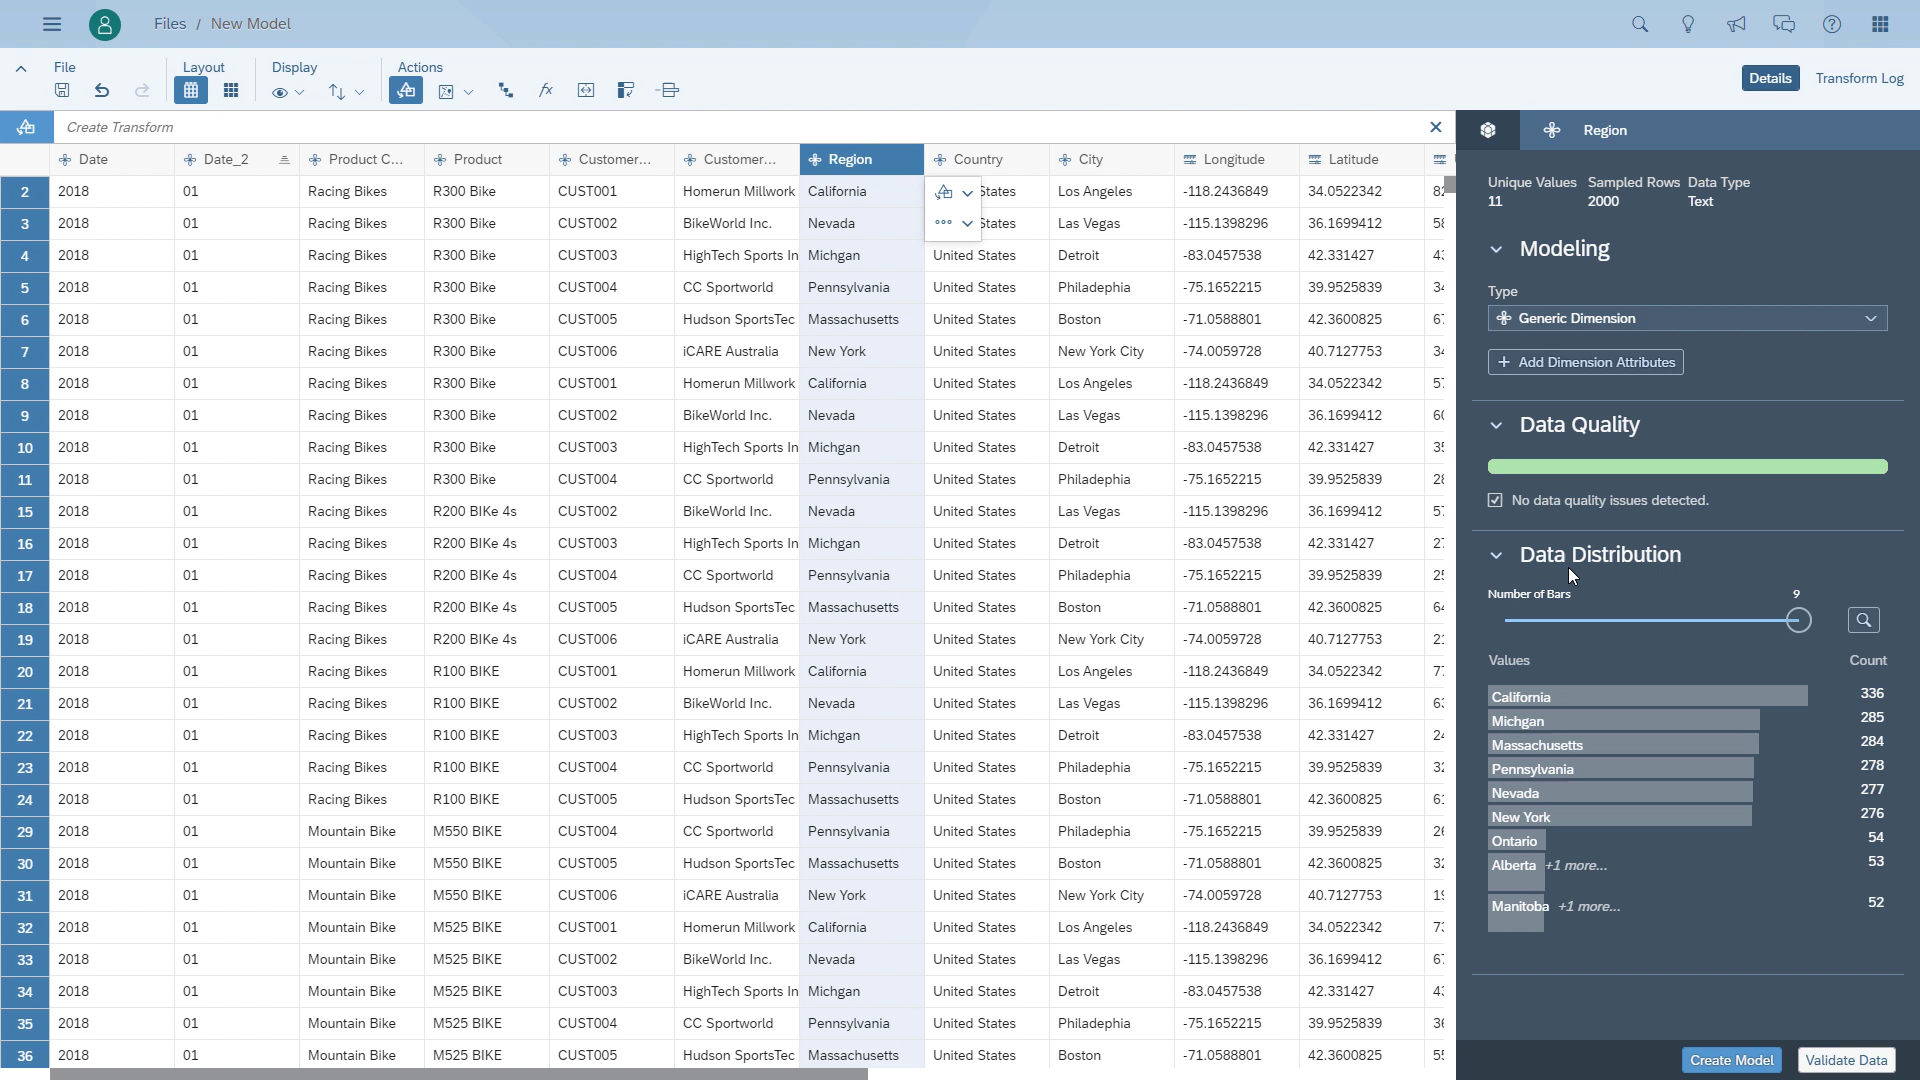 Files / New Model
File Layout Display Actions
Details Transform Log
Create Transform
Date Date_2 Product C... Product Customer... Customer... Region Country City Longitude Latitude
2 2018 01 Racing Bikes R300 Bike CUST001 Homerun Millwork California States Los Angeles -118.2436849 34.0522342
3 2018 01 Racing Bikes R300 Bike CUST002 BikeWorld Inc. Nevada States Las Vegas -115.1398296 36.1699412
4 2018 01 Racing Bikes R300 Bike CUST003 HighTech Sports In Michgan United States Detroit -83.0457538 42.331427
5 2018 01 Racing Bikes R300 Bike CUST004 CC Sportworld Pennsylvania United States Philadephia -75.1652215 39.9525839
6 2018 01 Racing Bikes R300 Bike CUST005 Hudson SportsTec Massachusetts United States Boston -71.0588801 42.3600825
7 2018 01 Racing Bikes R300 Bike CUST006 iCARE Australia New York United States New York City -74.0059728 40.7127753
8 2018 01 Racing Bikes R300 Bike CUST001 Homerun Millwork California United States Los Angeles -118.2436849 34.0522342
9 2018 01 Racing Bikes R300 Bike CUST002 BikeWorld Inc. Nevada United States Las Vegas -115.1398296 36.1699412
10 2018 01 Racing Bikes R300 Bike CUST003 HighTech Sports In Michgan United States Detroit -83.0457538 42.331427
11 2018 01 Racing Bikes R300 Bike CUST004 CC Sportworld Pennsylvania United States Philadephia -75.1652215 39.9525839
15 2018 01 Racing Bikes R200 BIKe 4s CUST002 BikeWorld Inc. Nevada United States Las Vegas -115.1398296 36.1699412
16 2018 01 Racing Bikes R200 BIKe 4s CUST003 HighTech Sports In Michgan United States Detroit -83.0457538 42.331427
17 2018 01 Racing Bikes R200 BIKe 4s CUST004 CC Sportworld Pennsylvania United States Philadephia -75.1652215 39.9525839
18 2018 01 Racing Bikes R200 BIKe 4s CUST005 Hudson SportsTec Massachusetts United States Boston -71.0588801 42.3600825
19 2018 01 Racing Bikes R200 BIKe 4s CUST006 iCARE Australia New York United States New York City -74.0059728 40.7127753
20 2018 01 Racing Bikes R100 BIKE CUST001 Homerun Millwork California United States Los Angeles -118.2436849 34.0522342
21 2018 01 Racing Bikes R100 BIKE CUST002 BikeWorld Inc. Nevada United States Las Vegas -115.1398296 36.1699412
22 2018 01 Racing Bikes R100 BIKE CUST003 HighTech Sports In Michgan United States Detroit -83.0457538 42.331427
23 2018 01 Racing Bikes R100 BIKE CUST004 CC Sportworld Pennsylvania United States Philadephia -75.1652215 39.9525839
24 2018 01 Racing Bikes R100 BIKE CUST005 Hudson SportsTec Massachusetts United States Boston -71.0588801 42.3600825
29 2018 01 Mountain Bike M550 BIKE CUST004 CC Sportworld Pennsylvania United States Philadephia -75.1652215 39.9525839
30 2018 01 Mountain Bike M550 BIKE CUST005 Hudson SportsTec Massachusetts United States Boston -71.0588801 42.3600825
31 2018 01 Mountain Bike M550 BIKE CUST006 iCARE Australia New York United States New York City -74.0059728 40.7127753
32 2018 01 Mountain Bike M525 BIKE CUST001 Homerun Millwork California United States Los Angeles -118.2436849 34.0522342
33 2018 01 Mountain Bike M525 BIKE CUST002 BikeWorld Inc. Nevada United States Las Vegas -115.1398296 36.1699412
34 2018 01 Mountain Bike M525 BIKE CUST003 HighTech Sports In Michgan United States Detroit -83.0457538 42.331427
35 2018 01 Mountain Bike M525 BIKE CUST004 CC Sportworld Pennsylvania United States Philadephia -75.1652215 39.9525839
36 2018 01 Mountain Bike M525 BIKE CUST005 Hudson SportsTec Massachusetts United States Boston -71.0588801 42.3600825
Region
Unique Values Sampled Rows Data Type
11 2000 Text
Modeling
Type
Generic Dimension
+ Add Dimension Attributes
Data Quality
No data quality issues detected.
Data Distribution
Number of Bars 9
Values Count
California 336
Michgan 285
Massachusetts 284
Pennsylvania 278
Nevada 277
New York 276
Ontario 54
Alberta +1 more... 53
Manitoba +1 more... 52
Create Model Validate Data